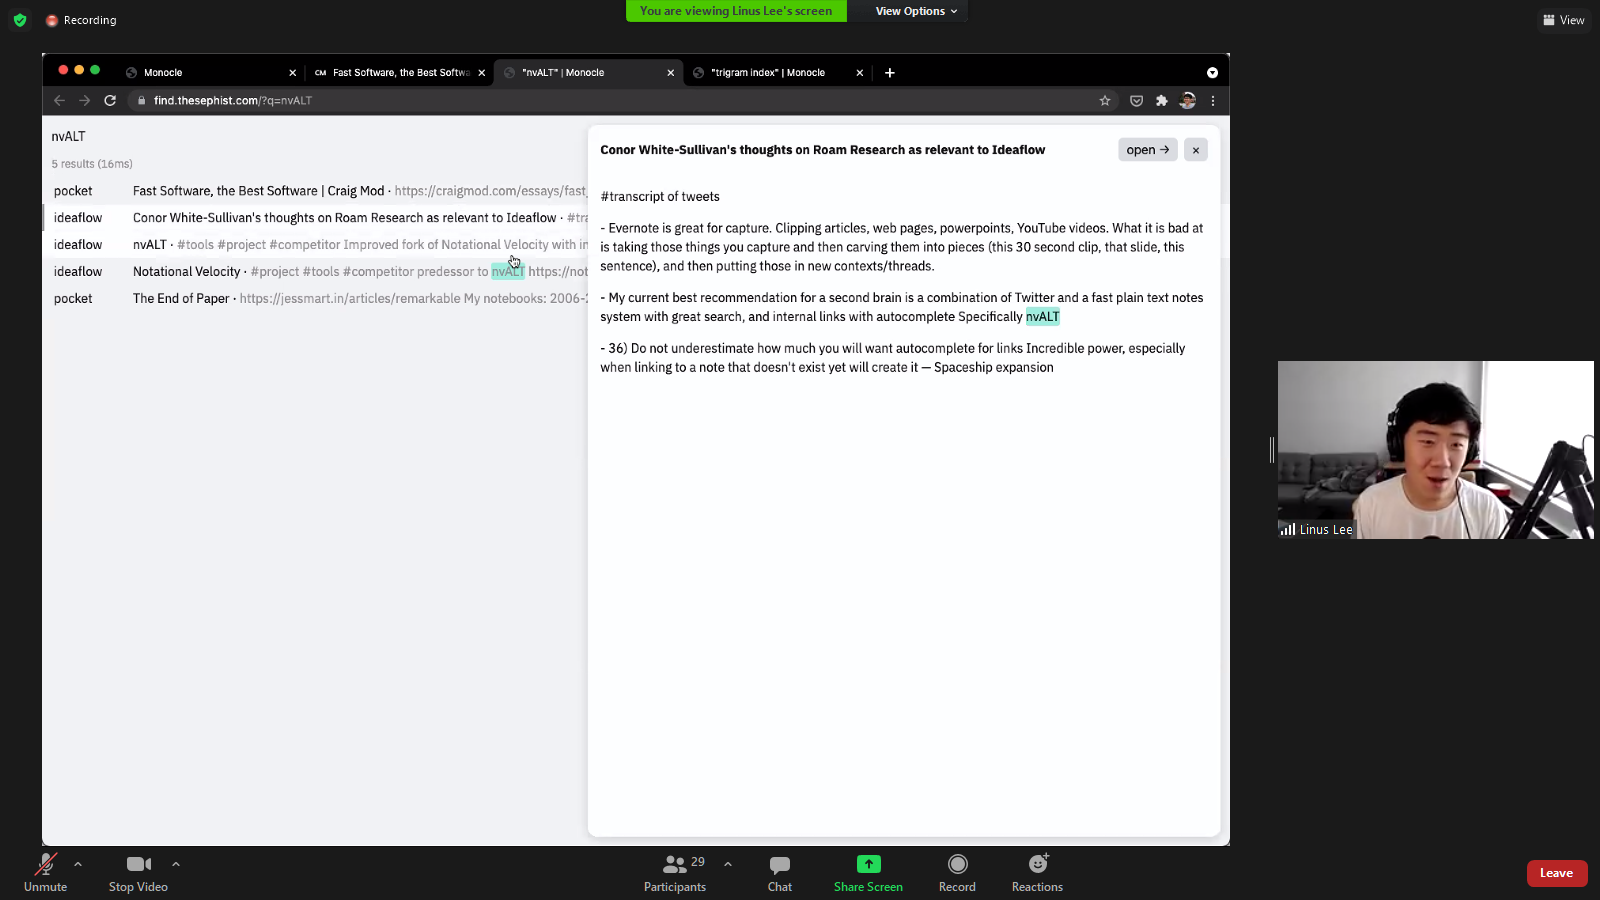 Recording
You are viewing Linus Lee's screen
View Options
View
Monocle
CM Fast Software, the Best Softwa
"nvALT" | Monocle
"trigram index" | Monocle
find.thesephist.com/?q=nvALT
nvALT
5 results (16ms)
pocket Fast Software, the Best Software | Craig Mod · https://craigmod.com/essays/fast_
ideaflow Conor White-Sullivan's thoughts on Roam Research as relevant to Ideaflow · #tra
ideaflow nvALT · #tools #project #competitor Improved fork of Notational Velocity with in
ideaflow Notational Velocity · #project #tools #competitor predessor to nvALT https://not
pocket The End of Paper · https://jessmart.in/articles/remarkable My notebooks: 2006-2
Conor White-Sullivan's thoughts on Roam Research as relevant to Ideaflow
open → ×
#transcript of tweets
- Evernote is great for capture. Clipping articles, web pages, powerpoints, YouTube videos. What it is bad at
is taking those things you capture and then carving them into pieces (this 30 second clip, that slide, this
sentence), and then putting those in new contexts/threads.
- My current best recommendation for a second brain is a combination of Twitter and a fast plain text notes
system with great search, and internal links with autocomplete Specifically nvALT
- 36) Do not underestimate how much you will want autocomplete for links Incredible power, especially
when linking to a note that doesn't exist yet will create it — Spaceship expansion
Linus Lee
Unmute
Stop Video
Participants 29
Chat
Share Screen
Record
Reactions
Leave